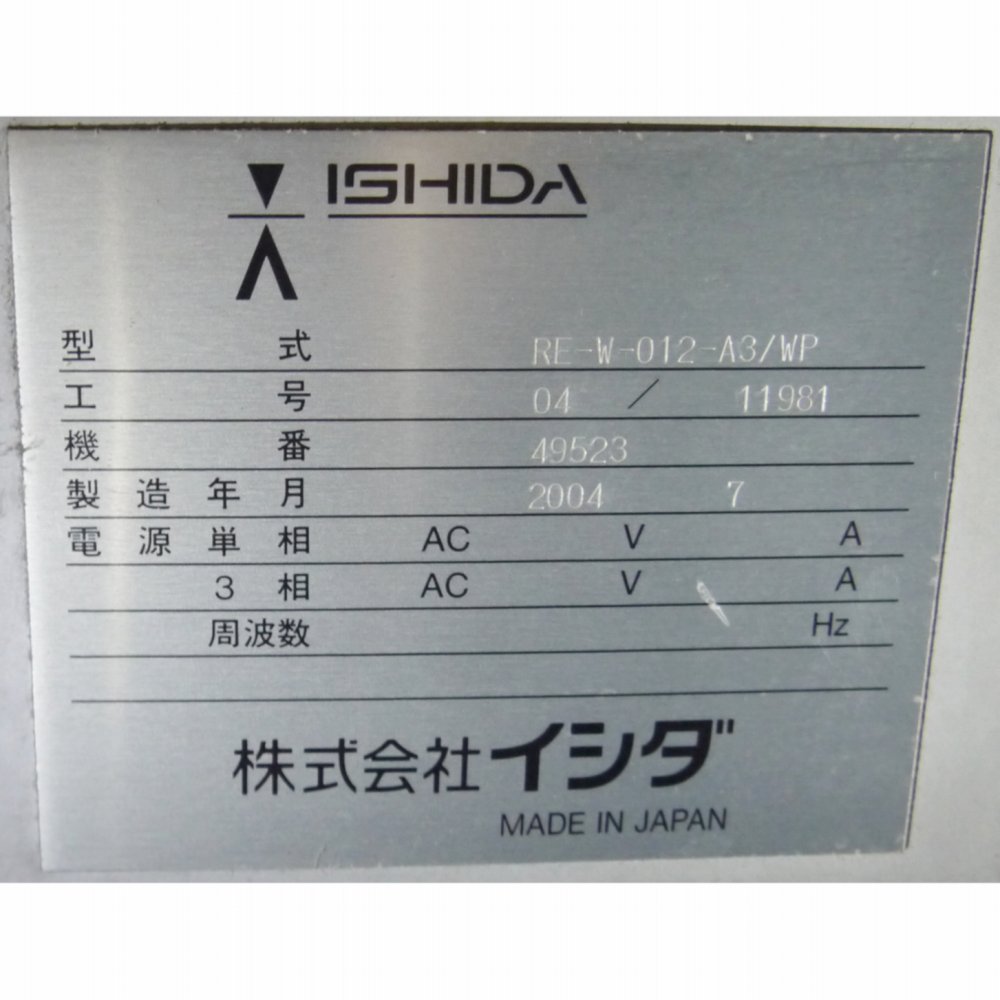 ISHIDA
型式 RE-W-012-A3/WP
工号 04 / 11981
機番 49523
製造年月 2004 7
電源単相 AC V A
3相 AC V A
周波数 Hz
株式会社イシダ
MADE IN JAPAN